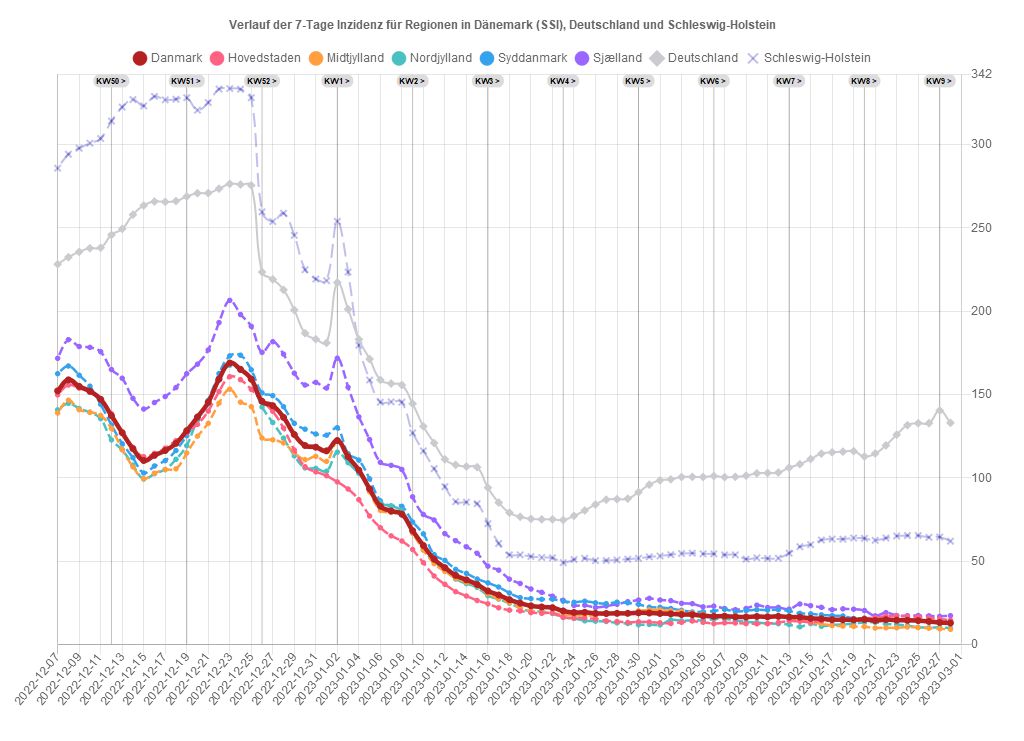 Verlauf der 7-Tage Inzidenz für Regionen in Dänemark (SSI), Deutschland und Schleswig-Holstein
Danmark Hovedstaden Midtjylland Nordjylland Syddanmark Sjælland Deutschland Schleswig-Holstein
KW50 > KW51 > KW52 > KW1 > KW2 > KW3 > KW4 > KW5 > KW6 > KW7 > KW8 > KW9 >
342
300
250
200
150
100
50
0
2022-12-07 2022-12-09 2022-12-11 2022-12-13 2022-12-15 2022-12-17 2022-12-19 2022-12-21 2022-12-23 2022-12-25 2022-12-27 2022-12-29 2022-12-31 2023-01-02 2023-01-04 2023-01-06 2023-01-08 2023-01-10 2023-01-12 2023-01-14 2023-01-16 2023-01-18 2023-01-20 2023-01-22 2023-01-24 2023-01-26 2023-01-28 2023-01-30 2023-02-01 2023-02-03 2023-02-05 2023-02-07 2023-02-09 2023-02-11 2023-02-13 2023-02-15 2023-02-17 2023-02-19 2023-02-21 2023-02-23 2023-02-25 2023-02-27 2023-03-01